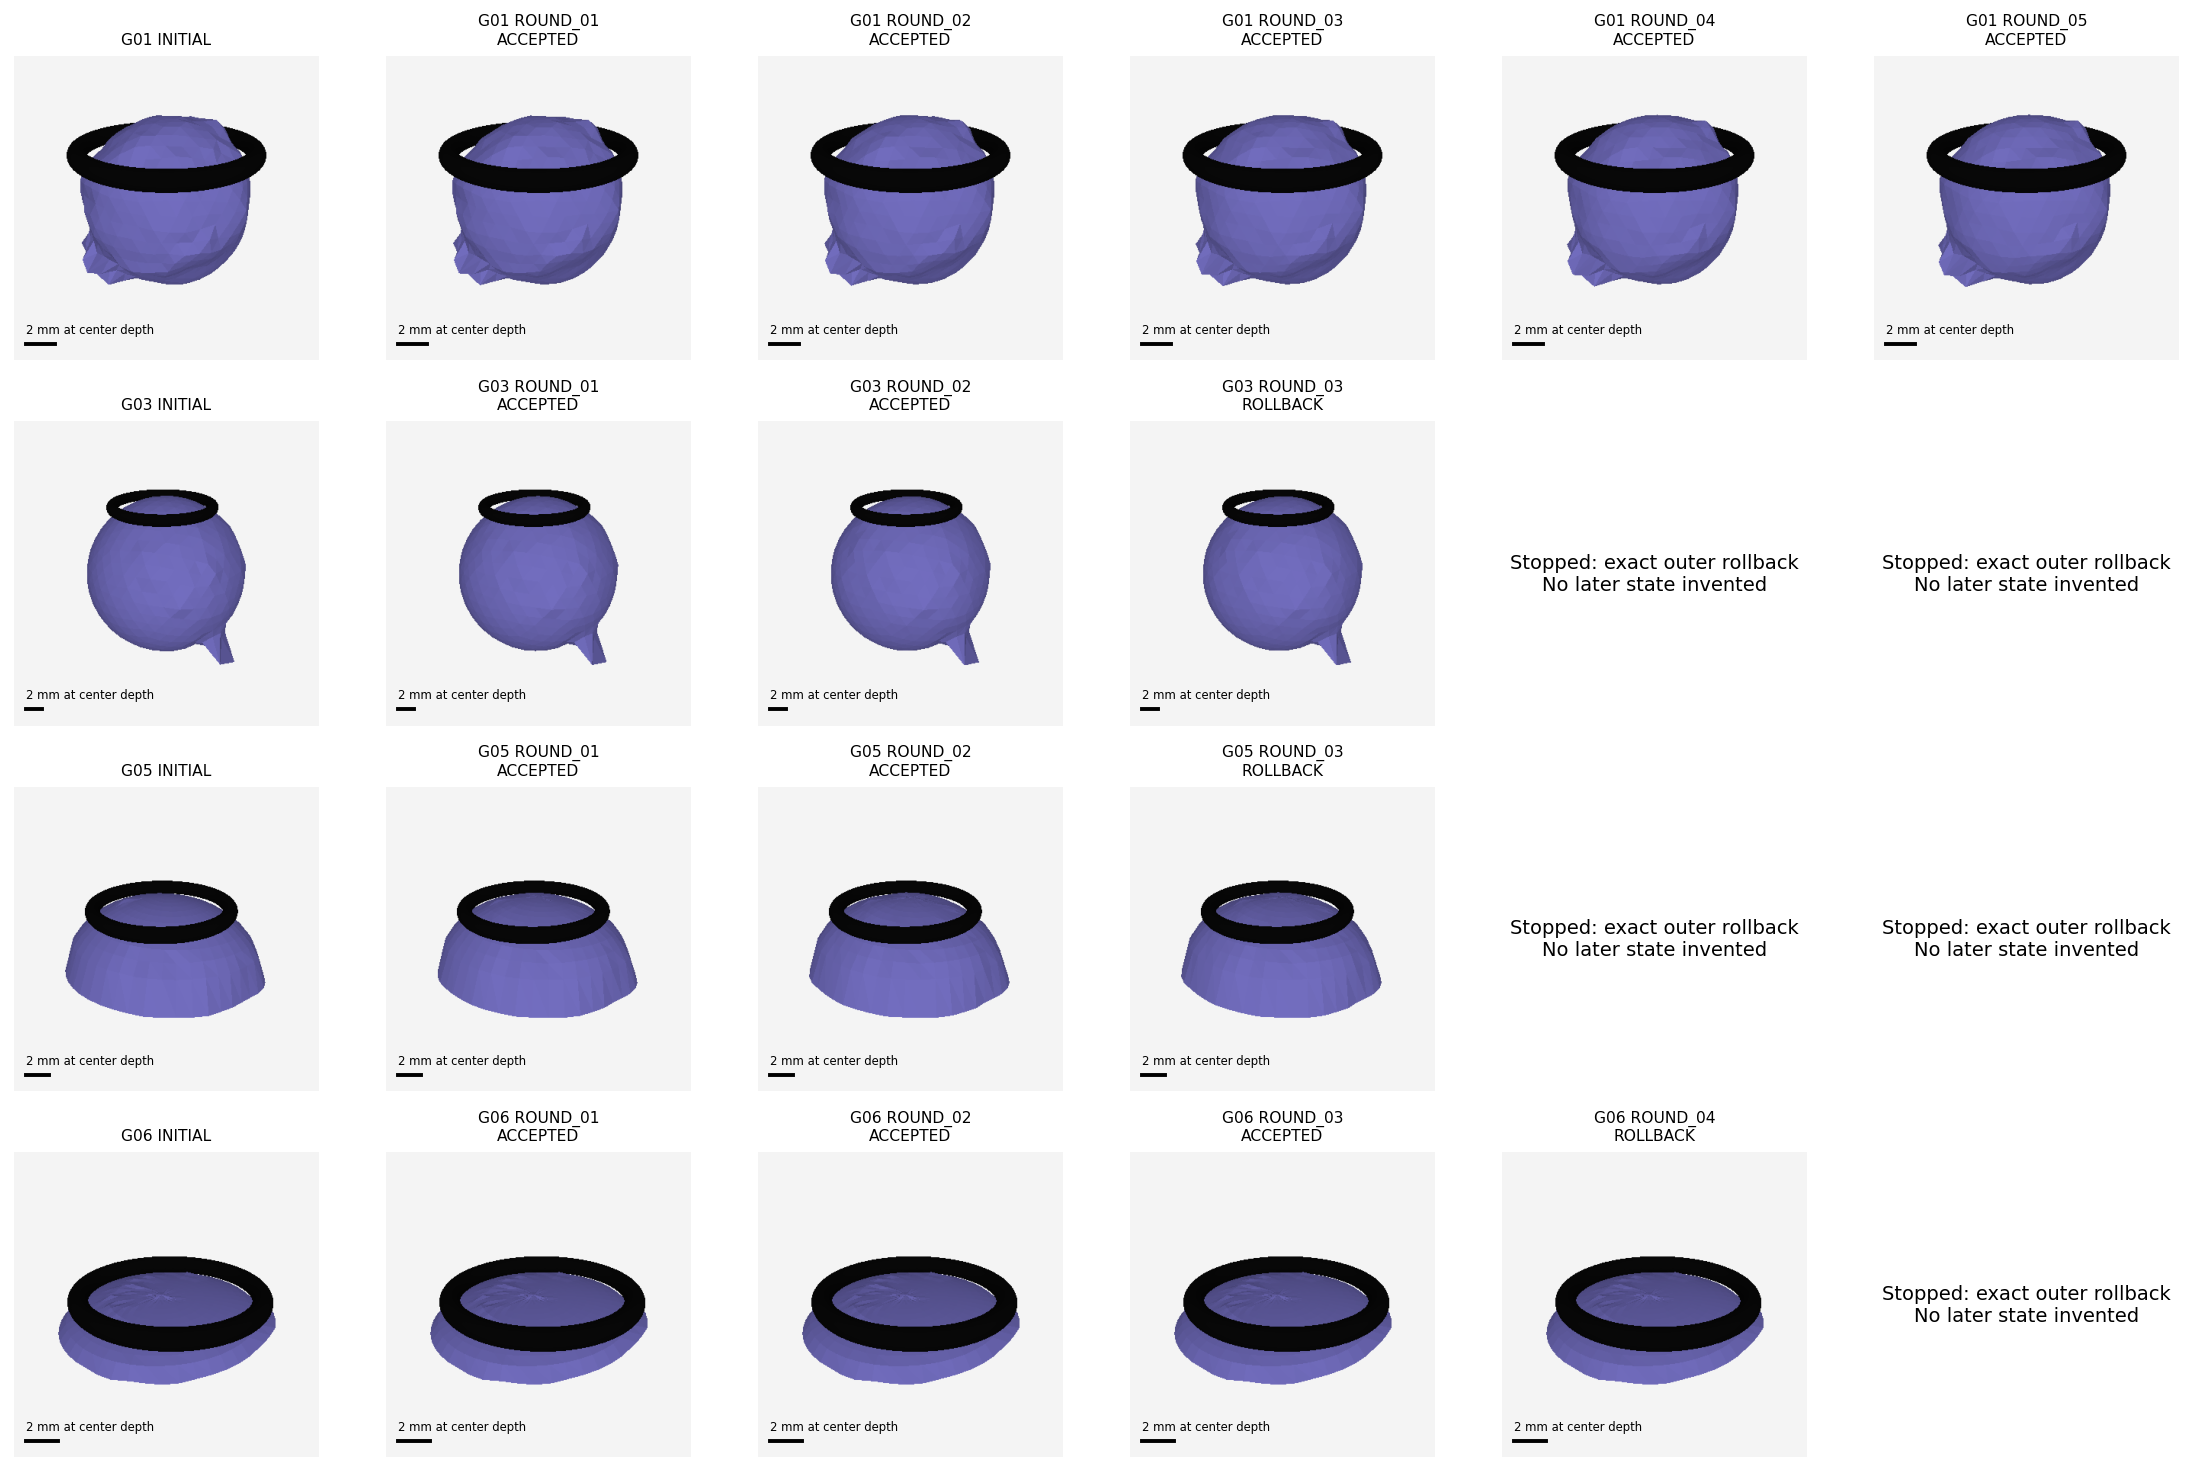 G01 INITIAL
G01 ROUND_01
ACCEPTED
G01 ROUND_02
ACCEPTED
G01 ROUND_03
ACCEPTED
G01 ROUND_04
ACCEPTED
G01 ROUND_05
ACCEPTED
2 mm at center depth
2 mm at center depth
2 mm at center depth
2 mm at center depth
2 mm at center depth
2 mm at center depth
G03 INITIAL
G03 ROUND_01
ACCEPTED
G03 ROUND_02
ACCEPTED
G03 ROUND_03
ROLLBACK
Stopped: exact outer rollback
No later state invented
Stopped: exact outer rollback
No later state invented
2 mm at center depth
2 mm at center depth
2 mm at center depth
2 mm at center depth
G05 INITIAL
G05 ROUND_01
ACCEPTED
G05 ROUND_02
ACCEPTED
G05 ROUND_03
ROLLBACK
Stopped: exact outer rollback
No later state invented
Stopped: exact outer rollback
No later state invented
2 mm at center depth
2 mm at center depth
2 mm at center depth
2 mm at center depth
G06 INITIAL
G06 ROUND_01
ACCEPTED
G06 ROUND_02
ACCEPTED
G06 ROUND_03
ACCEPTED
G06 ROUND_04
ROLLBACK
Stopped: exact outer rollback
No later state invented
2 mm at center depth
2 mm at center depth
2 mm at center depth
2 mm at center depth
2 mm at center depth